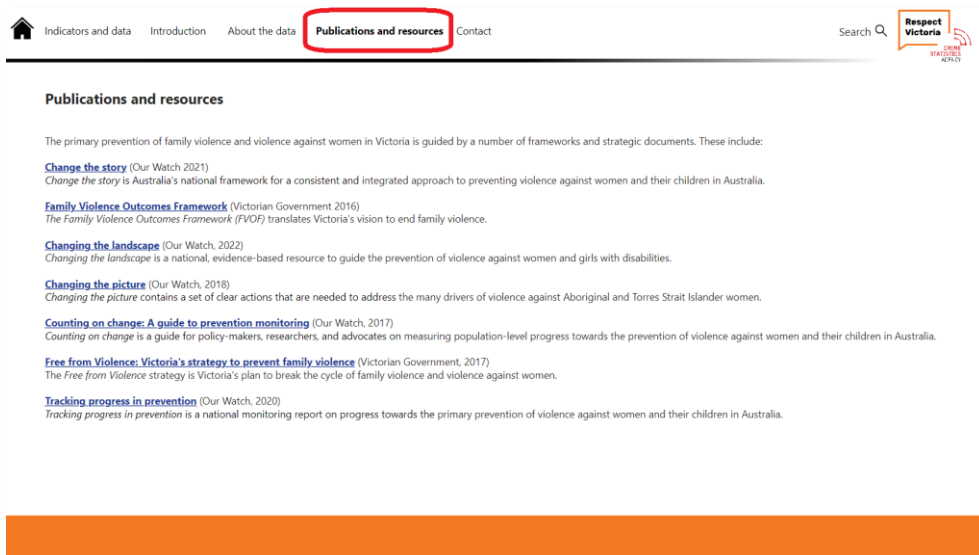 Indicators and data Introduction About the data Publications and resources Contact Search
Respect
Victoria
CRIME
STATISTICS
AGENCY
Publications and resources
The primary prevention of family violence and violence against women in Victoria is guided by a number of frameworks and strategic documents. These include:
Change the story (Our Watch 2021)
Change the story is Australia's national framework for a consistent and integrated approach to preventing violence against women and their children in Australia.
Family Violence Outcomes Framework (Victorian Government 2016)
The Family Violence Outcomes Framework (FVOF) translates Victoria's vision to end family violence.
Changing the landscape (Our Watch, 2022)
Changing the landscape is a national, evidence-based resource to guide the prevention of violence against women and girls with disabilities.
Changing the picture (Our Watch, 2018)
Changing the picture contains a set of clear actions that are needed to address the many drivers of violence against Aboriginal and Torres Strait Islander women.
Counting on change: A guide to prevention monitoring (Our Watch, 2017)
Counting on change is a guide for policy-makers, researchers, and advocates on measuring population-level progress towards the prevention of violence against women and their children in Australia.
Free from Violence: Victoria's strategy to prevent family violence (Victorian Government, 2017)
The Free from Violence strategy is Victoria's plan to break the cycle of family violence and violence against women.
Tracking progress in prevention (Our Watch, 2020)
Tracking progress in prevention is a national monitoring report on progress towards the primary prevention of violence against women and their children in Australia.